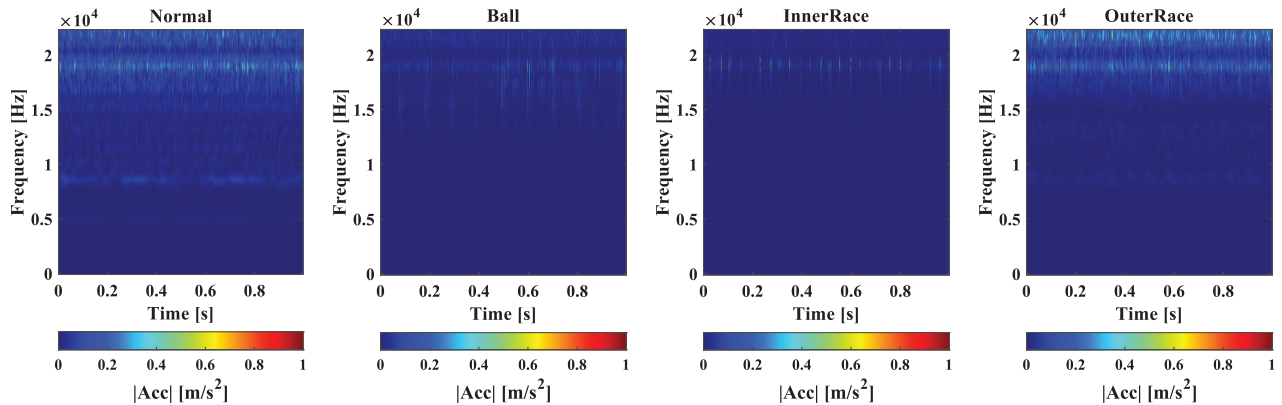 Normal
×10⁴
2
1.5
1
0.5
0
Frequency [Hz]
0 0.2 0.4 0.6 0.8
Time [s]
0 0.2 0.4 0.6 0.8 1
|Acc| [m/s²]
Ball
×10⁴
2
1.5
1
0.5
0
Frequency [Hz]
0 0.2 0.4 0.6 0.8
Time [s]
0 0.2 0.4 0.6 0.8 1
|Acc| [m/s²]
InnerRace
×10⁴
2
1.5
1
0.5
0
Frequency [Hz]
0 0.2 0.4 0.6 0.8
Time [s]
0 0.2 0.4 0.6 0.8 1
|Acc| [m/s²]
OuterRace
×10⁴
2
1.5
1
0.5
0
Frequency [Hz]
0 0.2 0.4 0.6 0.8
Time [s]
0 0.2 0.4 0.6 0.8 1
|Acc| [m/s²]